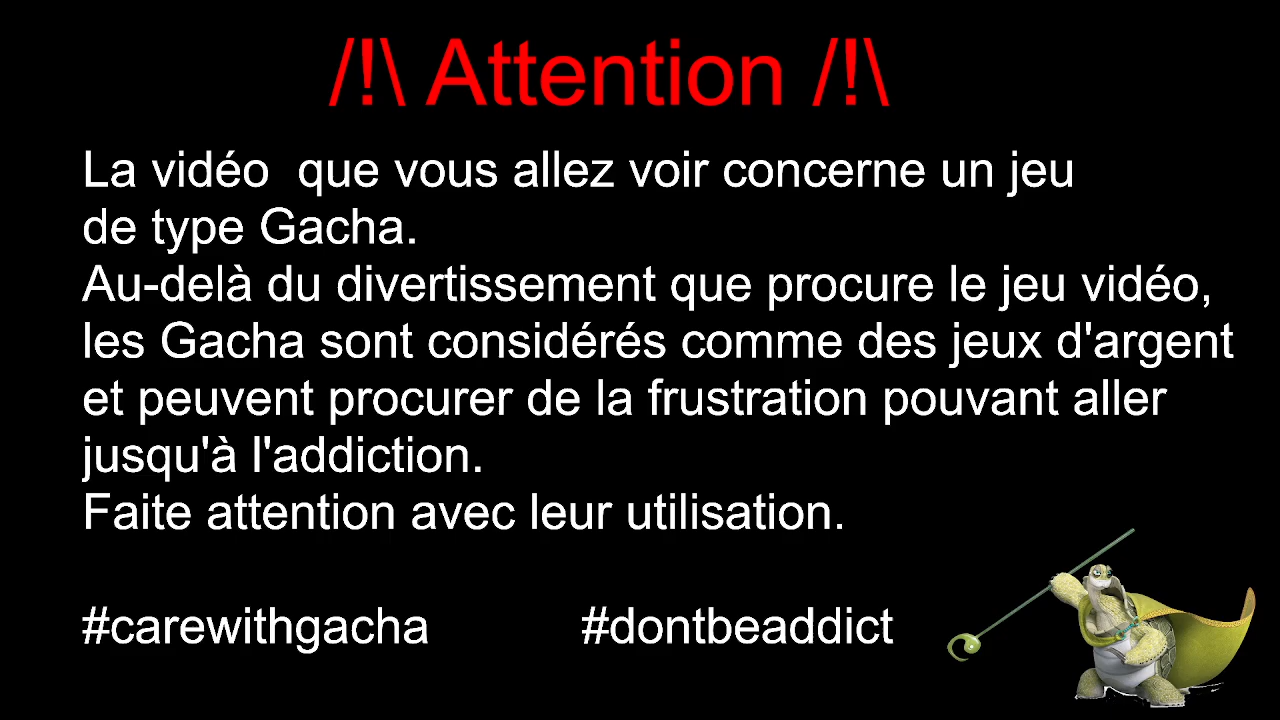 /!\ Attention /!\
La vidéo  que vous allez voir concerne un jeu
de type Gacha.
Au-delà du divertissement que procure le jeu vidéo,
les Gacha sont considérés comme des jeux d'argent
et peuvent procurer de la frustration pouvant aller
jusqu'à l'addiction.
Faite attention avec leur utilisation.
#carewithgacha #dontbeaddict